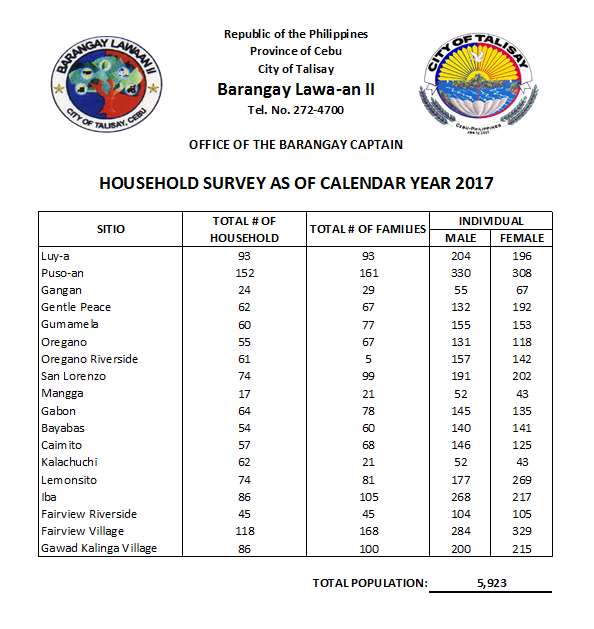 Republic of the Philippines
Province of Cebu
City of Talisay
Barangay Lawa-an II
Tel. No. 272-4700
BARANGAY LAWAAN II
CITY OF TALISAY, CEBU
CITY OF TALISAY
CEBU-PHILIPPINES
OFFICE OF THE BARANGAY CAPTAIN
HOUSEHOLD SURVEY AS OF CALENDAR YEAR 2017
SITIO TOTAL # OF HOUSEHOLD TOTAL # OF FAMILIES INDIVIDUAL
MALE FEMALE
Luy-a 93 93 204 196
Puso-an 152 161 330 308
Gangan 24 29 55 67
Gentle Peace 62 67 132 192
Gumamela 60 77 155 153
Oregano 55 67 131 118
Oregano Riverside 61 5 157 142
San Lorenzo 74 99 191 202
Mangga 17 21 52 43
Gabon 64 78 145 135
Bayabas 54 60 140 141
Caimito 57 68 146 125
Kalachuchi 62 21 52 43
Lemonsito 74 81 177 269
Iba 86 105 268 217
Fairview Riverside 45 45 104 105
Fairview Village 118 168 284 329
Gawad Kalinga Village 86 100 200 215
TOTAL POPULATION: 5,923